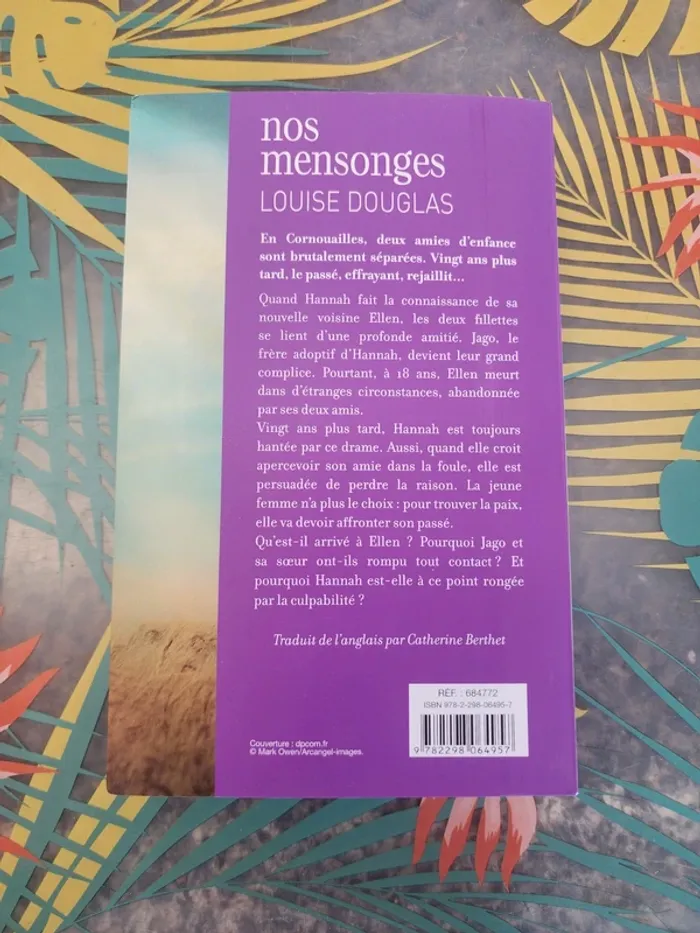 nos
mensonges
LOUISE DOUGLAS
En Cornouailles, deux amies d'enfance
sont brutalement séparées. Vingt ans plus
tard, le passé, effrayant, rejaillit...
Quand Hannah fait la connaissance de sa
nouvelle voisine Ellen, les deux fillettes
se lient d'une profonde amitié. Jago, le
frère adoptif d'Hannah, devient leur grand
complice. Pourtant, à 18 ans, Ellen meurt
dans d'étranges circonstances, abandonnée
par ses deux amis.
Vingt ans plus tard, Hannah est toujours
hantée par ce drame. Aussi, quand elle croit
apercevoir son amie dans la foule, elle est
persuadée de perdre la raison. La jeune
femme n'a plus le choix : pour trouver la paix,
elle va devoir affronter son passé.
Qu'est-il arrivé à Ellen ? Pourquoi Jago et
sa sœur ont-ils rompu tout contact ? Et
pourquoi Hannah est-elle à ce point rongée
par la culpabilité ?
Traduit de l'anglais par Catherine Berthet
RÉF. : 684772
ISBN 978-2-298-06495-7
9 782298 064957
Couverture : dpcom.fr
© Mark Owen/Arcangel-images.